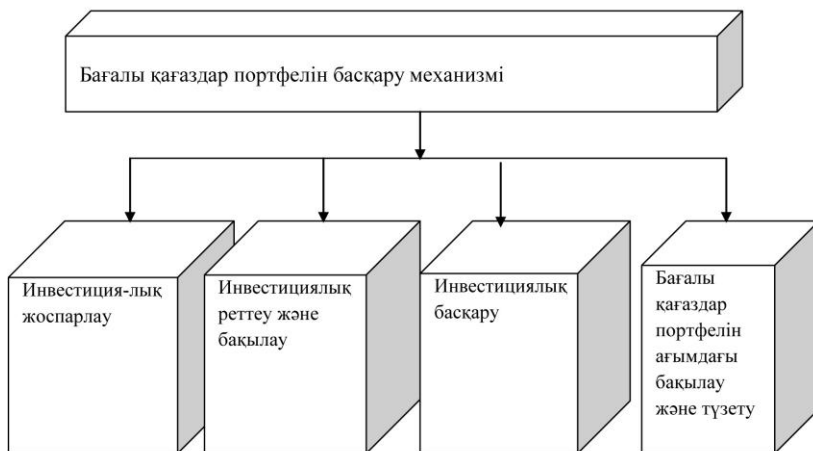 Бағалы қағаздар портфелін басқару механизмі
Инвестиция-лық
жоспарлау
Инвестициялық
реттеу және
бақылау
Инвестициялық
басқару
Бағалы
қағаздар
портфелін
ағымдағы
бақылау
және түзету